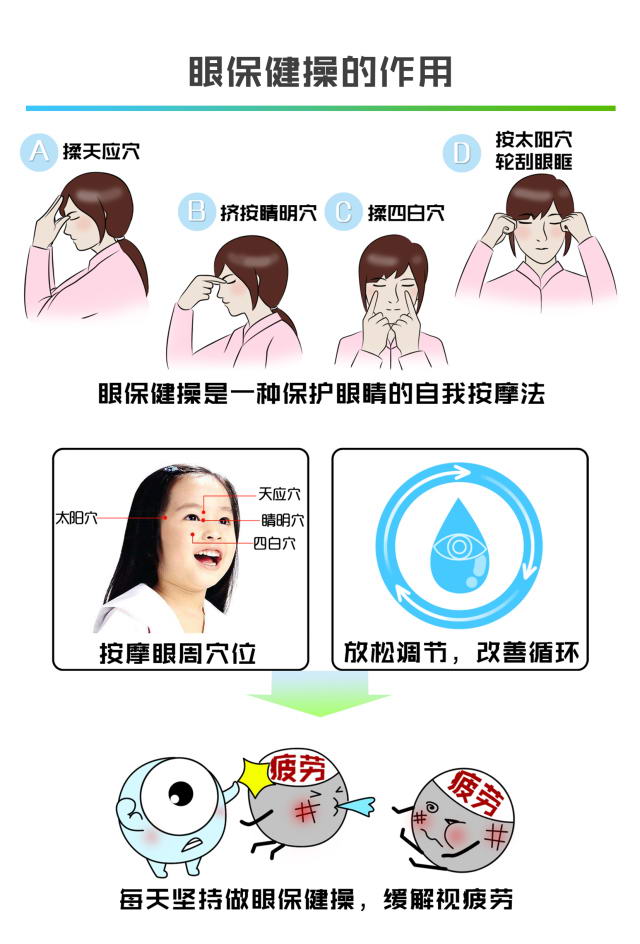 眼保健操的作用
A 揉天应穴
B 挤按睛明穴
C 揉四白穴
D 按太阳穴
轮刮眼眶
眼保健操是一种保护眼睛的自我按摩法
太阳穴
天应穴
睛明穴
四白穴
按摩眼周穴位
放松调节，改善循环
疲劳
疲劳
每天坚持做眼保健操，缓解视疲劳